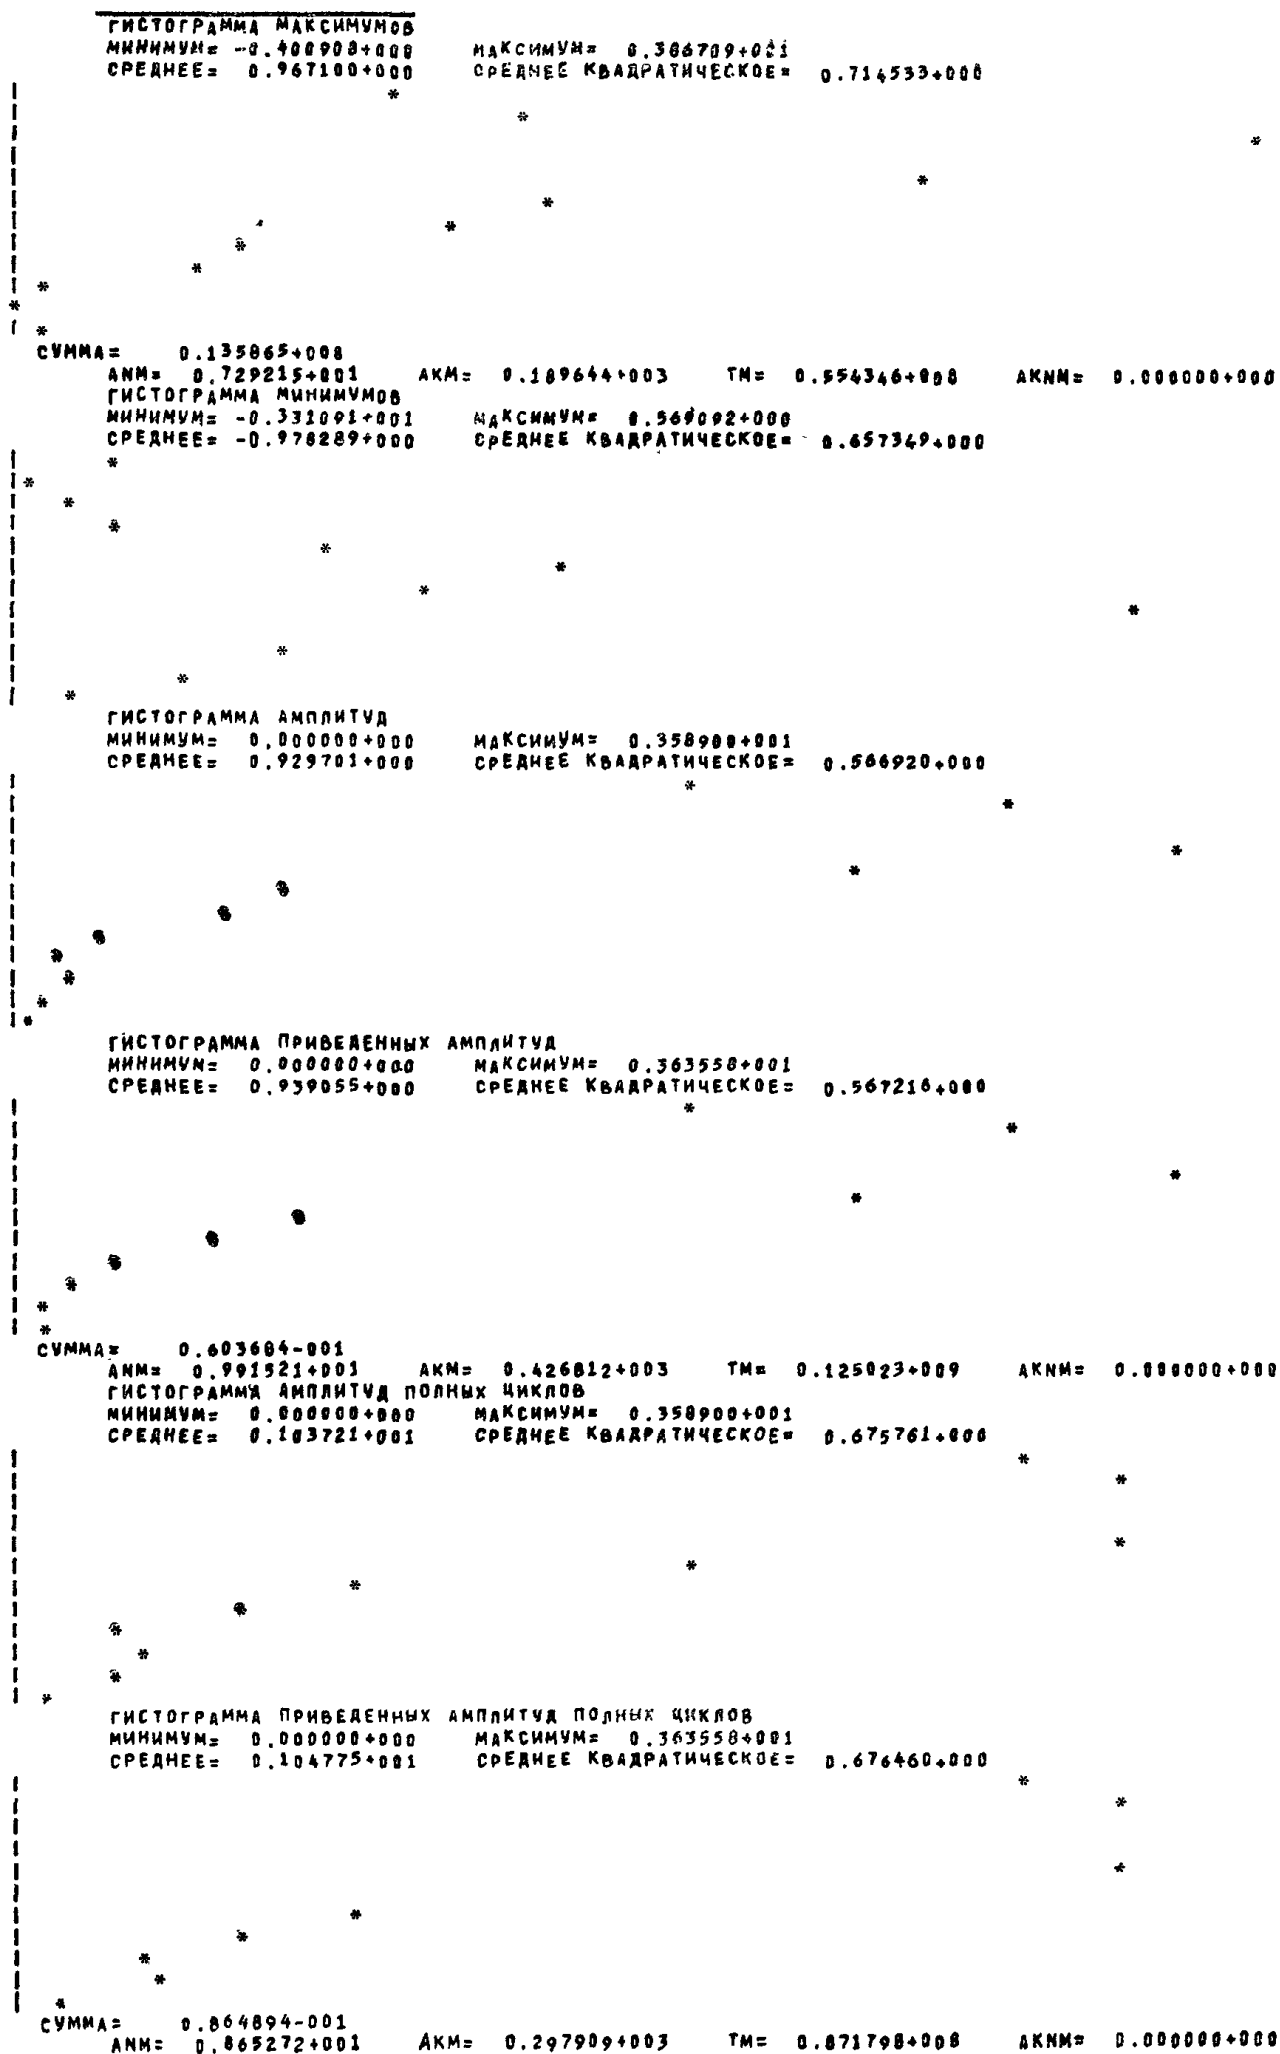 ГИСТОГРАММА МАКСИМУМОВ
МИНИМУМ= -0.400908+000 МАКСИМУМ= 0.386709+001
СРЕДНЕЕ= 0.967100+000 СРЕДНЕЕ КВАДРАТИЧЕСКОЕ= 0.714533+000
СУММА= 0.135865+008
ANM= 0.729215+001 AKM= 0.189644+003 TM= 0.554346+008 AKNM= 0.000000+000
ГИСТОГРАММА МИНИМУМОВ
МИНИМУМ= -0.331091+001 МАКСИМУМ= 0.569092+000
СРЕДНЕЕ= -0.978289+000 СРЕДНЕЕ КВАДРАТИЧЕСКОЕ= 0.657349+000
ГИСТОГРАММА АМПЛИТУД
МИНИМУМ= 0.000000+000 МАКСИМУМ= 0.358900+001
СРЕДНЕЕ= 0.929701+000 СРЕДНЕЕ КВАДРАТИЧЕСКОЕ= 0.566920+000
ГИСТОГРАММА ПРИВЕДЕННЫХ АМПЛИТУД
МИНИМУМ= 0.000000+000 МАКСИМУМ= 0.363558+001
СРЕДНЕЕ= 0.939055+000 СРЕДНЕЕ КВАДРАТИЧЕСКОЕ= 0.567216+000
СУММА= 0.603684-001
ANM= 0.991521+001 AKM= 0.426812+003 TM= 0.125023+009 AKNM= 0.000000+000
ГИСТОГРАММА АМПЛИТУД ПОЛНЫХ ЦИКЛОВ
МИНИМУМ= 0.000000+000 МАКСИМУМ= 0.358900+001
СРЕДНЕЕ= 0.103721+001 СРЕДНЕЕ КВАДРАТИЧЕСКОЕ= 0.675761+000
ГИСТОГРАММА ПРИВЕДЕННЫХ АМПЛИТУД ПОЛНЫХ ЦИКЛОВ
МИНИМУМ= 0.000000+000 МАКСИМУМ= 0.363558+001
СРЕДНЕЕ= 0.104775+001 СРЕДНЕЕ КВАДРАТИЧЕСКОЕ= 0.676460+000
СУММА= 0.864894-001
ANM= 0.865272+001 AKM= 0.297909+003 TM= 0.871798+008 AKNM= 0.000000+000